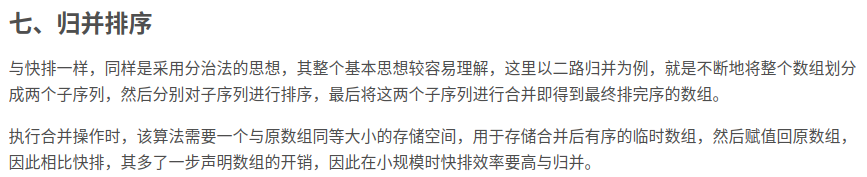 七、归并排序
与快排一样，同样是采用分治法的思想，其整个基本思想较容易理解，这里以二路归并为例，就是不断地将整个数组划分
成两个子序列，然后分别对子序列进行排序，最后将这两个子序列进行合并即得到最终排完序的数组。
执行合并操作时，该算法需要一个与原数组同等大小的存储空间，用于存储合并后有序的临时数组，然后赋值回原数组，
因此相比快排，其多了一步声明数组的开销，因此在小规模时快排效率要高与归并。